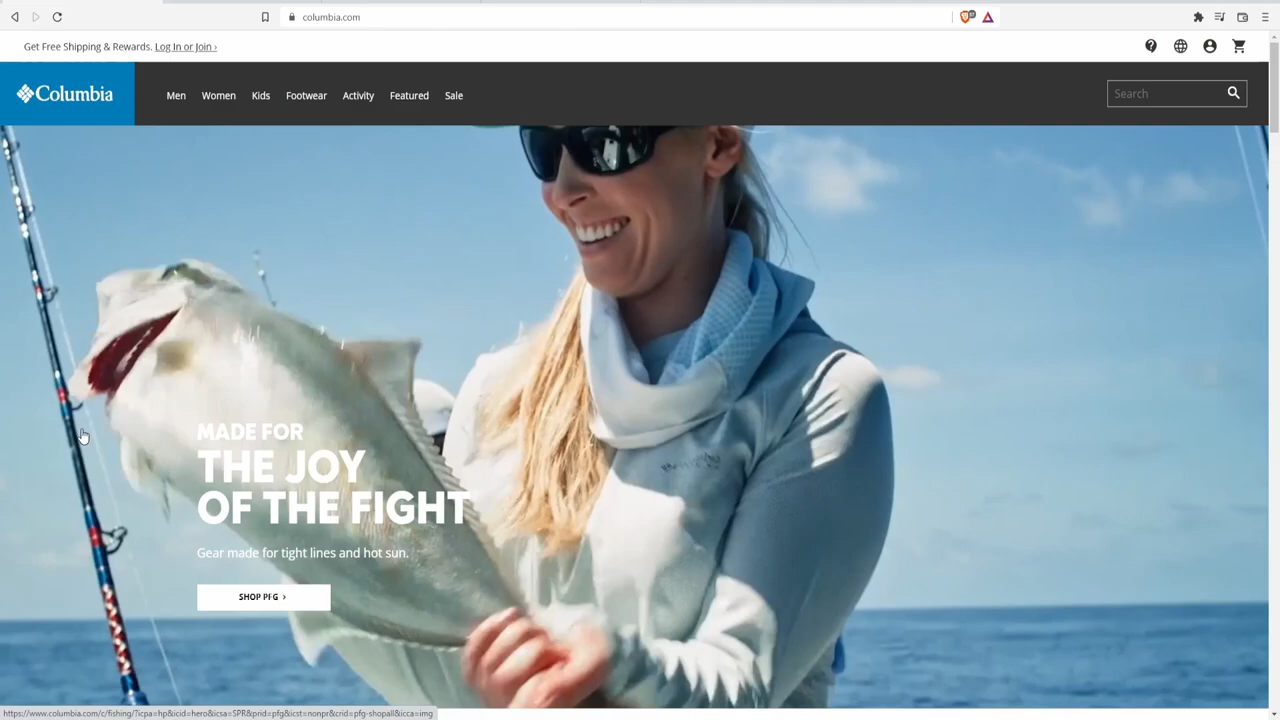 columbia.com
Get Free Shipping & Rewards. Log In or Join ›
Columbia
Men Women Kids Footwear Activity Featured Sale
Search
MADE FOR
THE JOY
OF THE FIGHT
Gear made for tight lines and hot sun.
SHOP PFG ›
https://www.columbia.com/c/fishing/?icpa=hp&icid=hero&icsa=SPR&prid=pfg&icst=nonpr&crid=pfg-shopall&icca=img